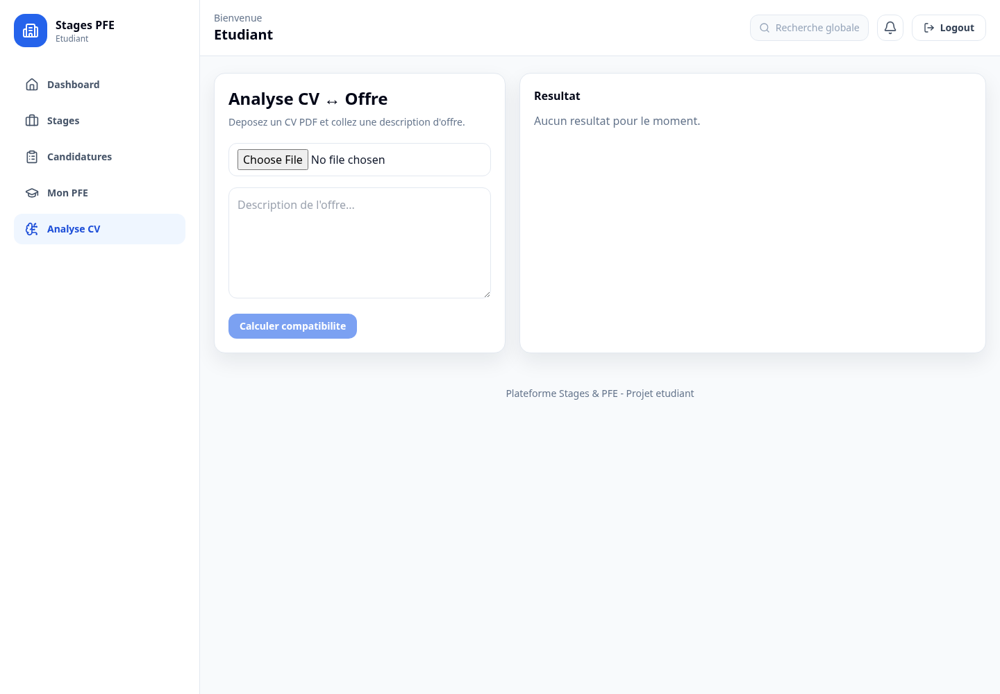 Stages PFE
Etudiant
Dashboard
Stages
Candidatures
Mon PFE
Analyse CV
Bienvenue
Etudiant
Recherche globale
Logout
Analyse CV ↔ Offre
Deposez un CV PDF et collez une description d'offre.
Choose File No file chosen
Description de l'offre...
Calculer compatibilite
Resultat
Aucun resultat pour le moment.
Plateforme Stages & PFE - Projet etudiant